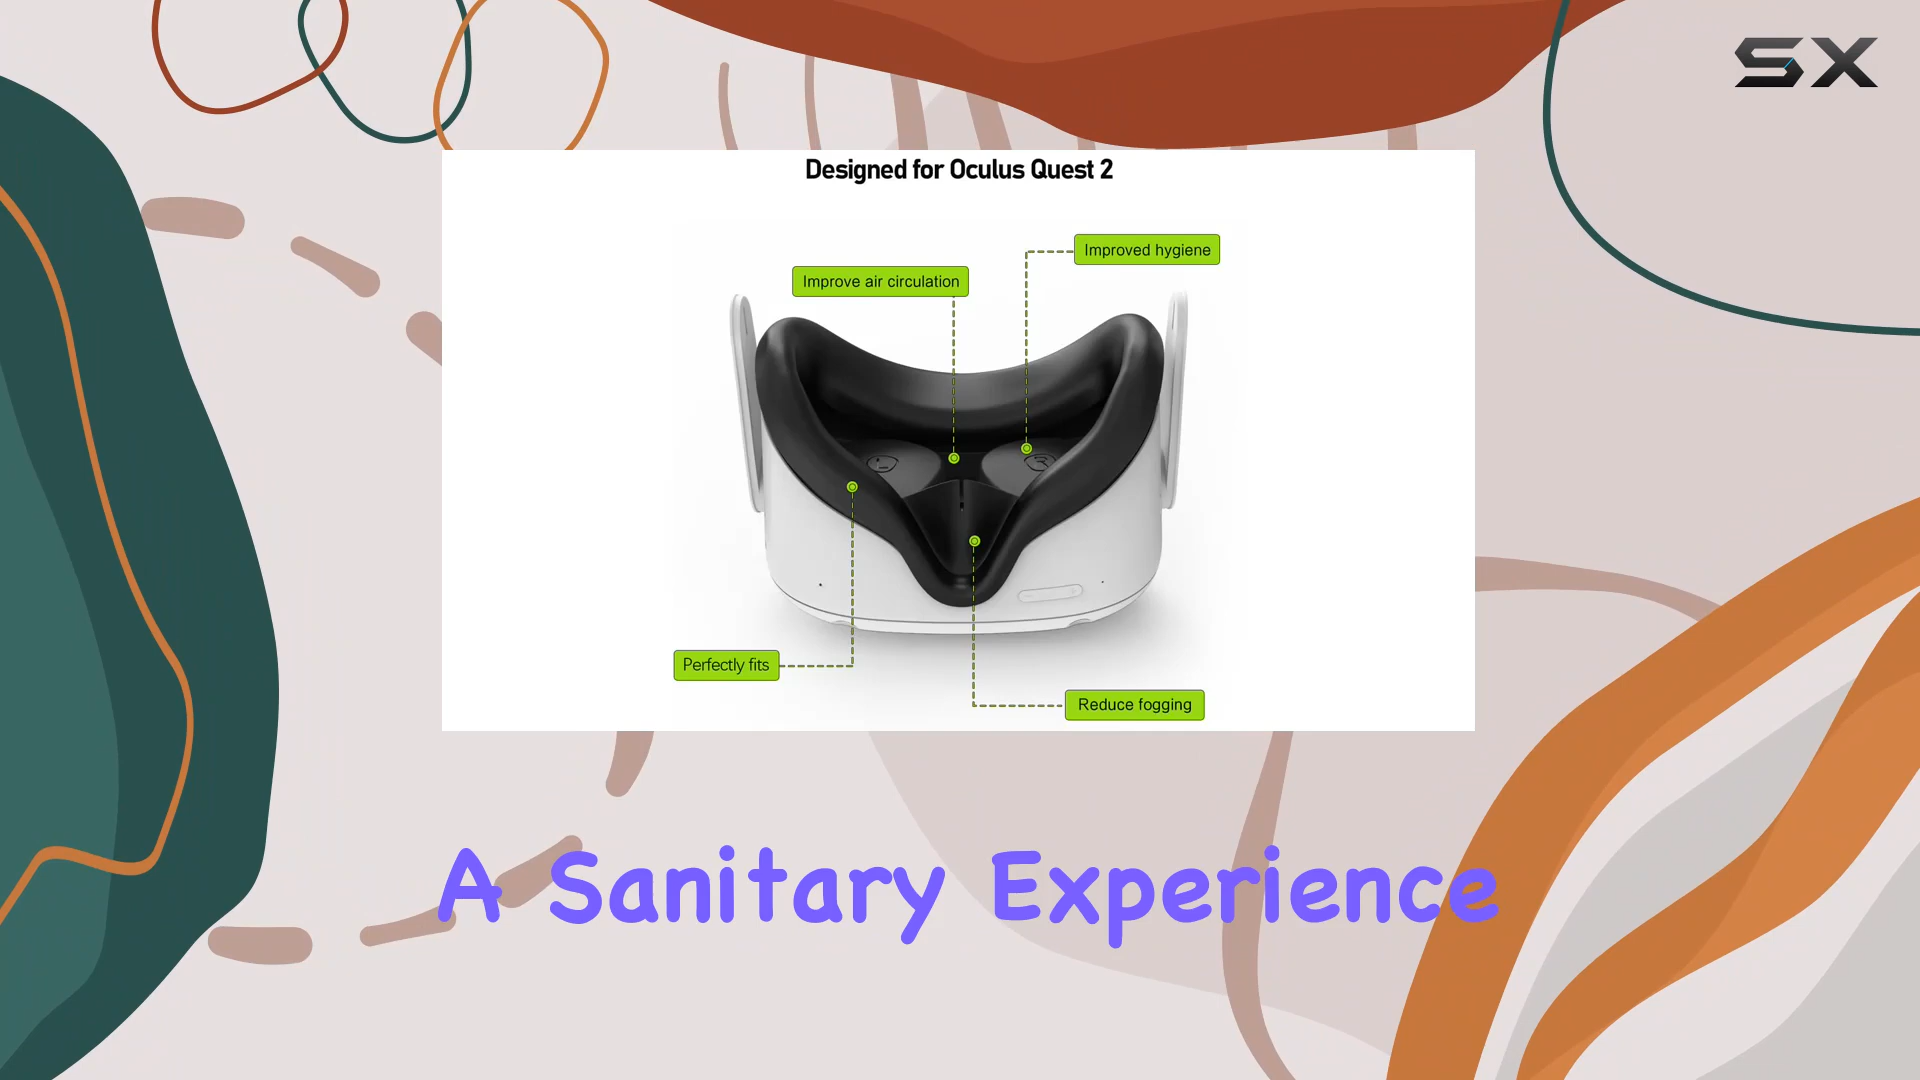 SX
Designed for Oculus Quest 2
Improved hygiene
Improve air circulation
Perfectly fits
Reduce fogging
A Sanitary Experience